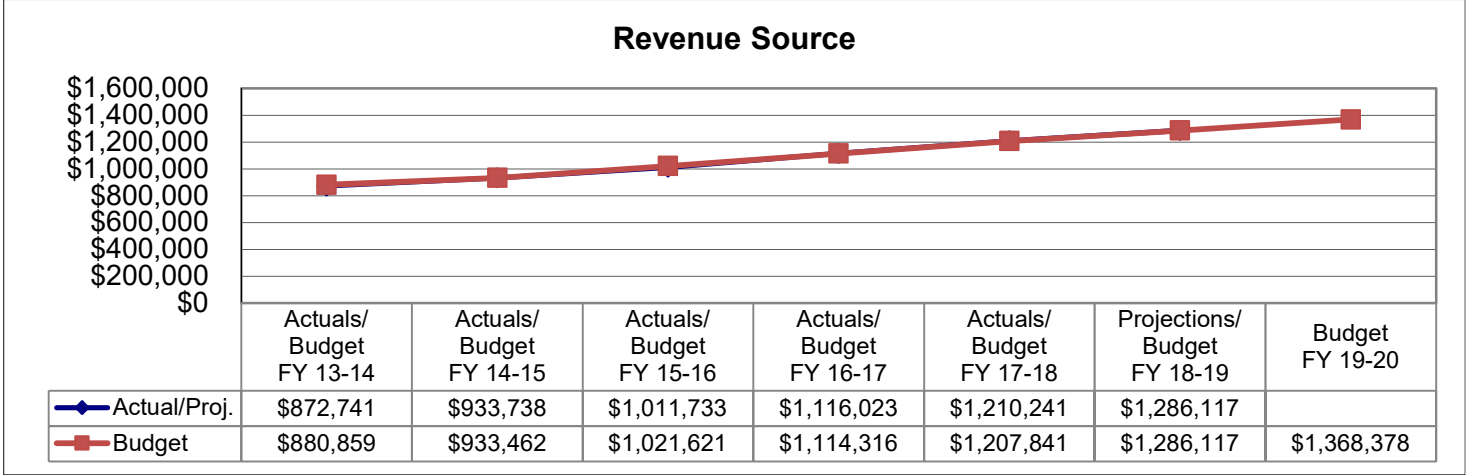 Revenue Source
$1,600,000
$1,400,000
$1,200,000
$1,000,000
$800,000
$600,000
$400,000
$200,000
$0
Actuals/ Actuals/ Actuals/ Actuals/ Actuals/ Projections/
Budget Budget Budget Budget Budget Budget Budget
FY 13-14 FY 14-15 FY 15-16 FY 16-17 FY 17-18 FY 18-19 FY 19-20
Actual/Proj. $872,741 $933,738 $1,011,733 $1,116,023 $1,210,241 $1,286,117
Budget $880,859 $933,462 $1,021,621 $1,114,316 $1,207,841 $1,286,117 $1,368,378